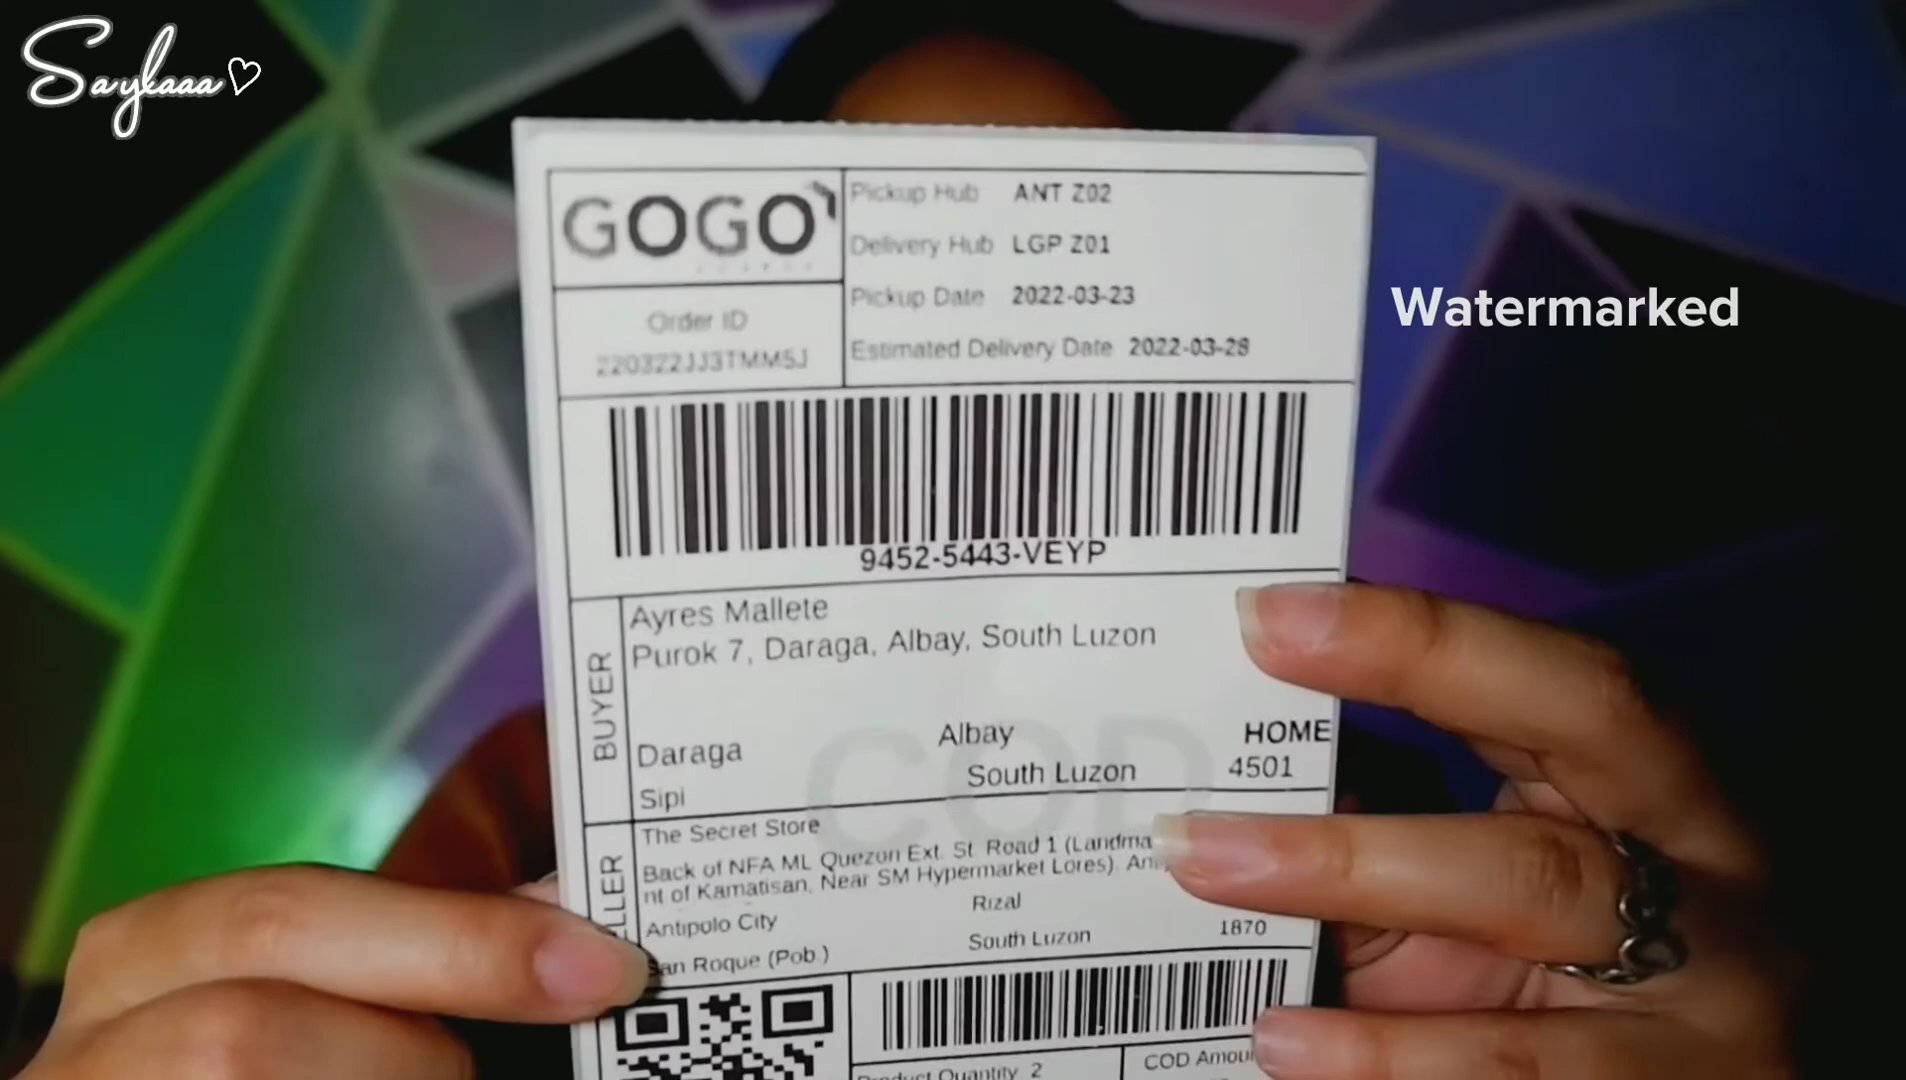 Saykaaa
GOGO
Pickup Hub ANT Z02
Delivery Hub LGP Z01
Pickup Date 2022-03-23
Estimated Delivery Date 2022-03-28
Order ID
220322JJ3TMM5J
Watermarked
9452-5443-VEYP
BUYER
Ayres Mallete
Purok 7, Daraga, Albay, South Luzon
Daraga Albay HOME
Sipi South Luzon 4501
COD
LLER
The Secret Store
Back of NFA ML Quezon Ext. St. Road 1 (Landma
nt of Kamatisan, Near SM Hypermarket Lores). An
Antipolo City Rizal
San Roque (Pob.) South Luzon 1870
Product Quantity 2
COD Amou